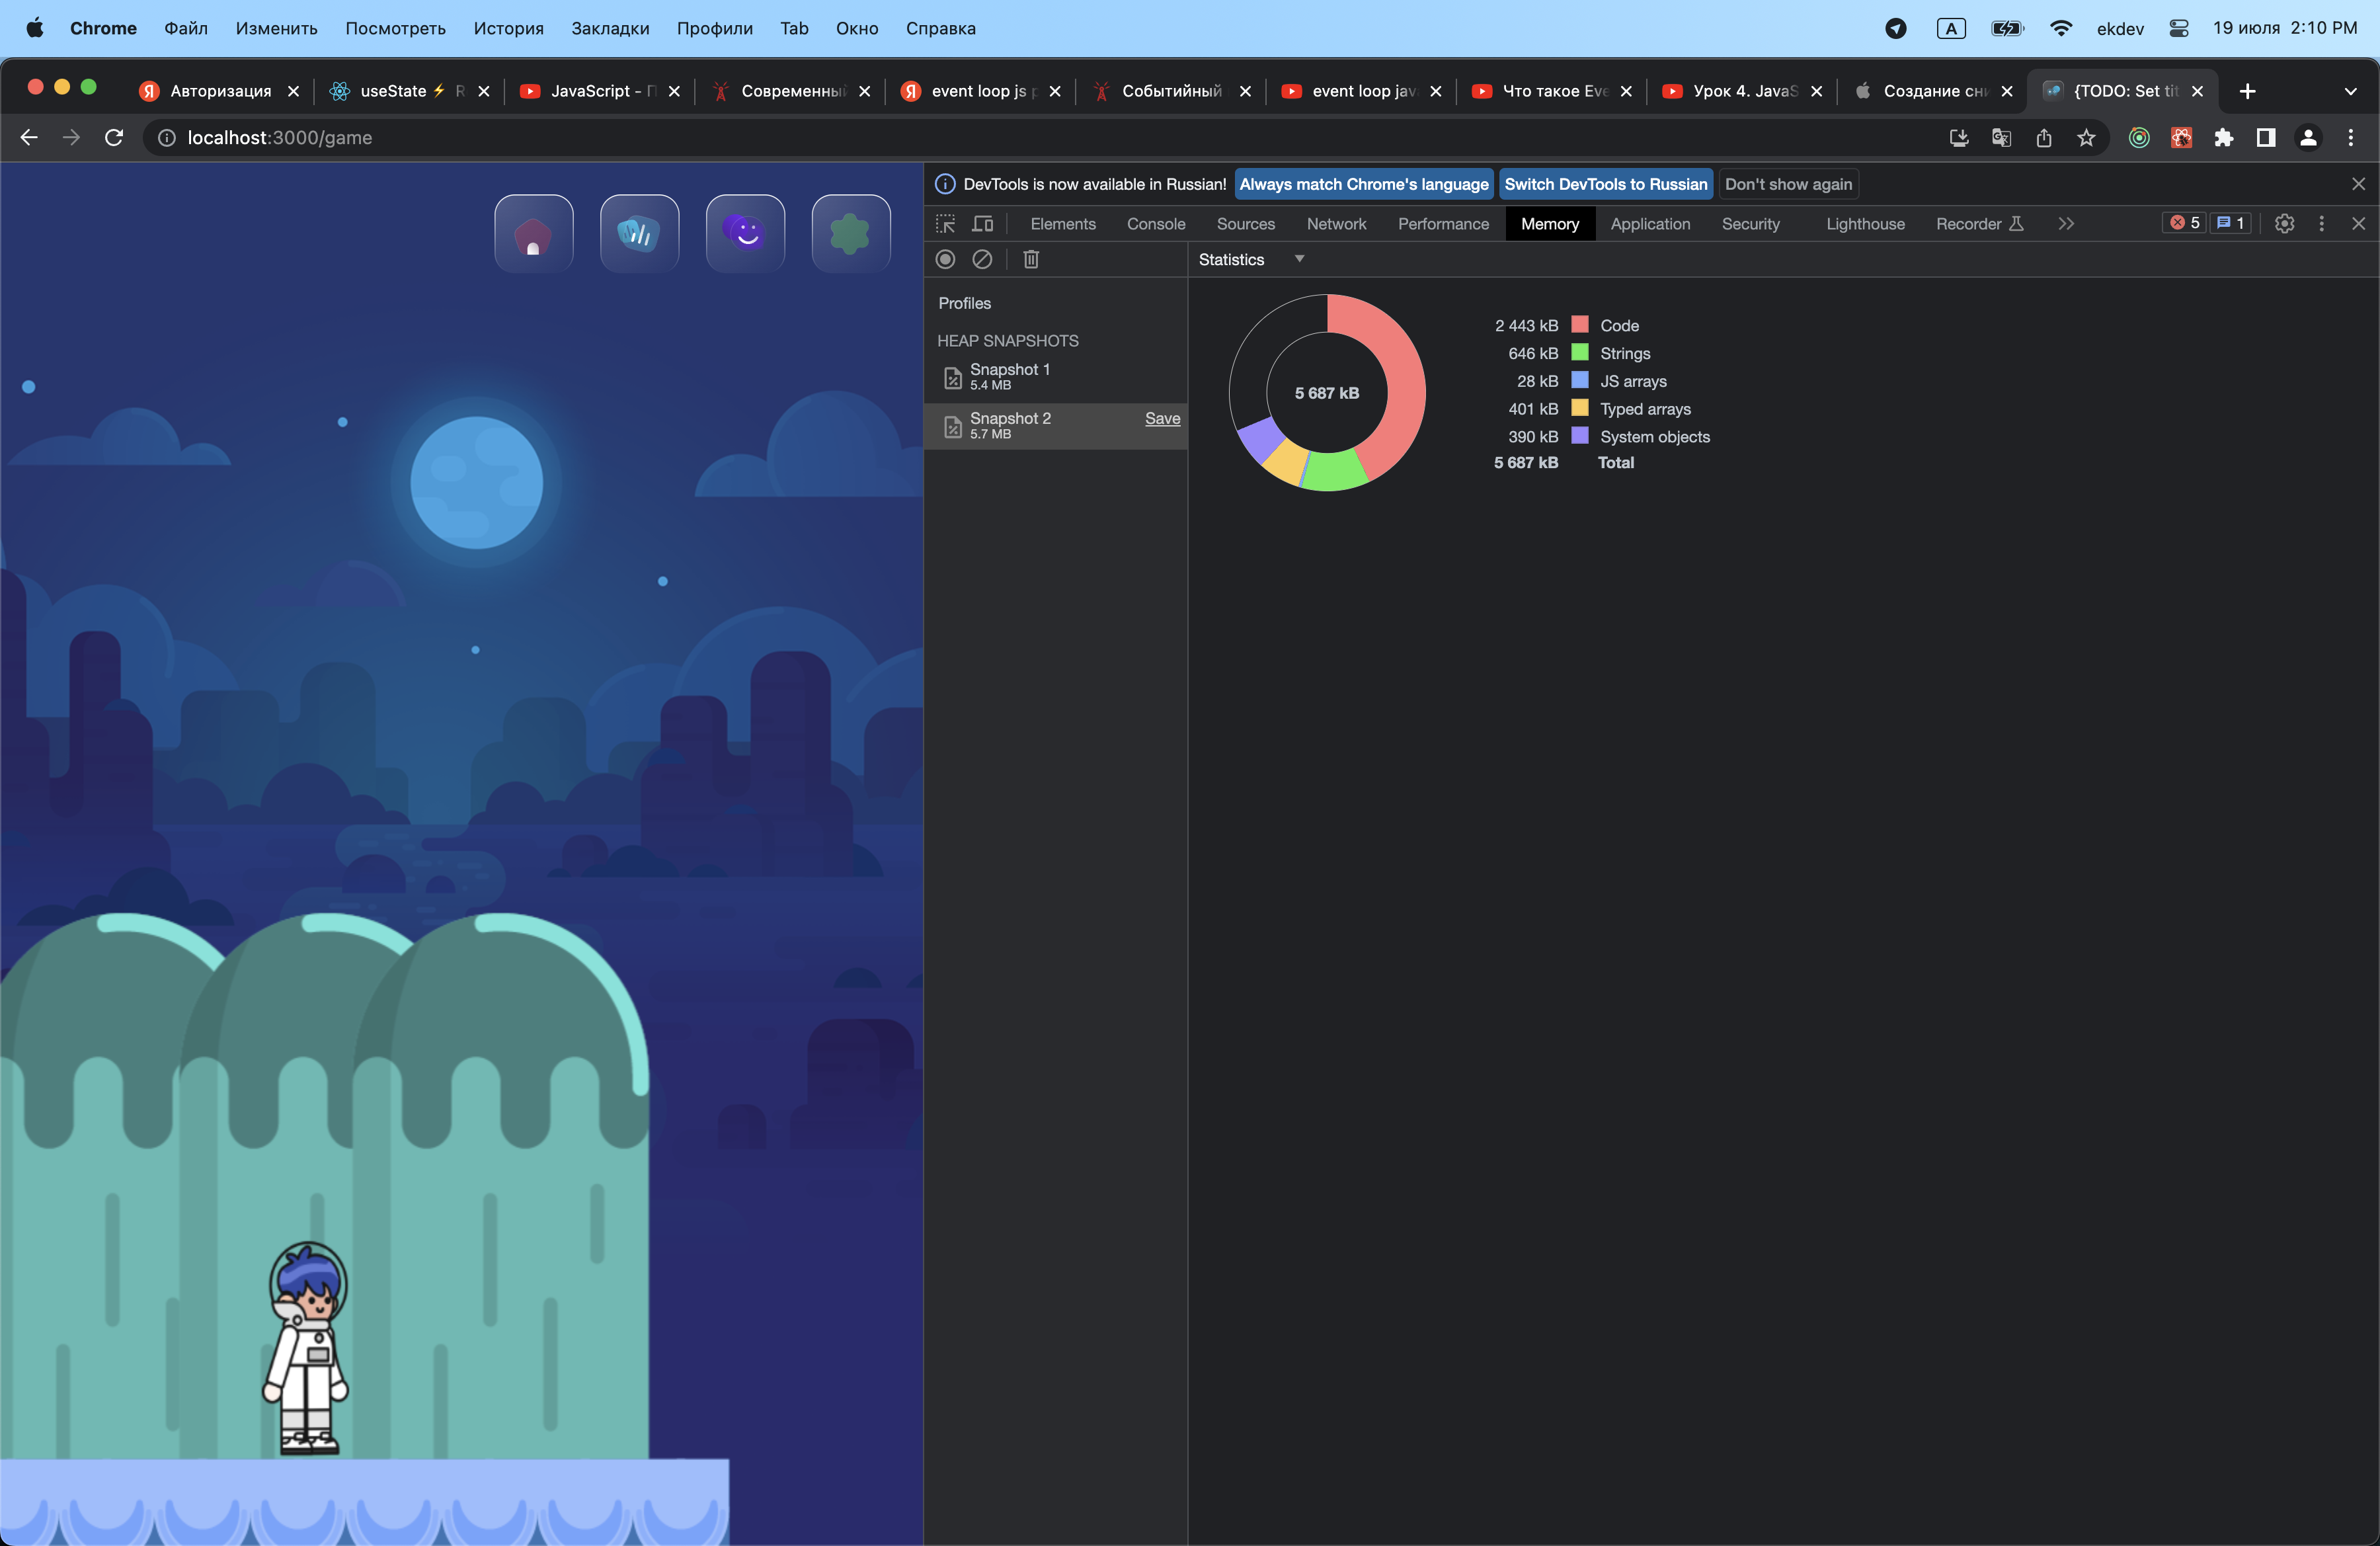 Chrome Файл Изменить Посмотреть История Закладки Профили Tab Окно Справка A ekdev 19 июля 2:10 PM
Авторизация useState JavaScript - Современный event loop js Событийный event loop jav Что такое Eve Урок 4. JavaS Создание сни {TODO: Set tit
localhost:3000/game
DevTools is now available in Russian! Always match Chrome's language Switch DevTools to Russian Don't show again
Elements Console Sources Network Performance Memory Application Security Lighthouse Recorder 5 1
Statistics
Profiles
HEAP SNAPSHOTS
Snapshot 1
5.4 MB
Snapshot 2 Save
5.7 MB
5 687 kB
2 443 kB Code
646 kB Strings
28 kB JS arrays
401 kB Typed arrays
390 kB System objects
5 687 kB Total